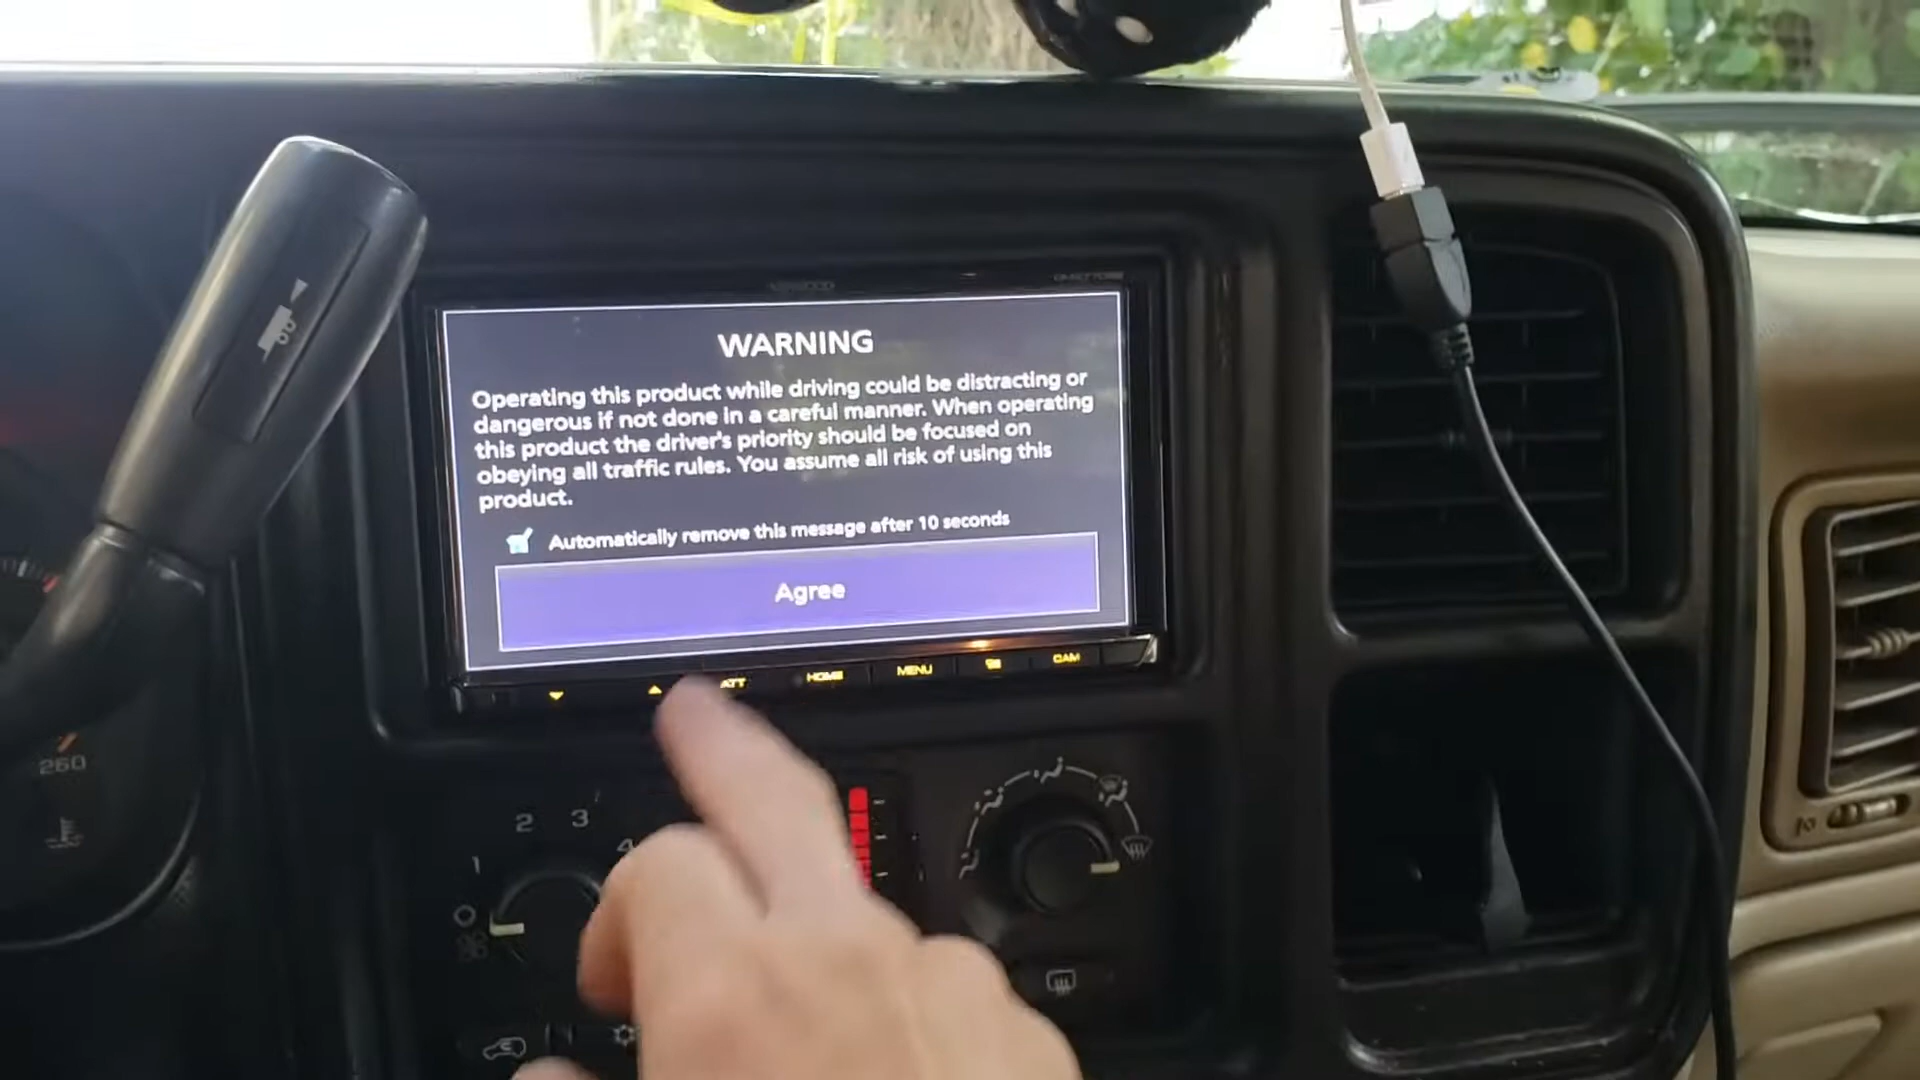 KENWOOD
WARNING
Operating this product while driving could be distracting or
dangerous if not done in a careful manner. When operating
this product the driver's priority should be focused on
obeying all traffic rules. You assume all risk of using this
product.
Automatically remove this message after 10 seconds
Agree
ATT HOME MENU CAM
260
1 2 3 4